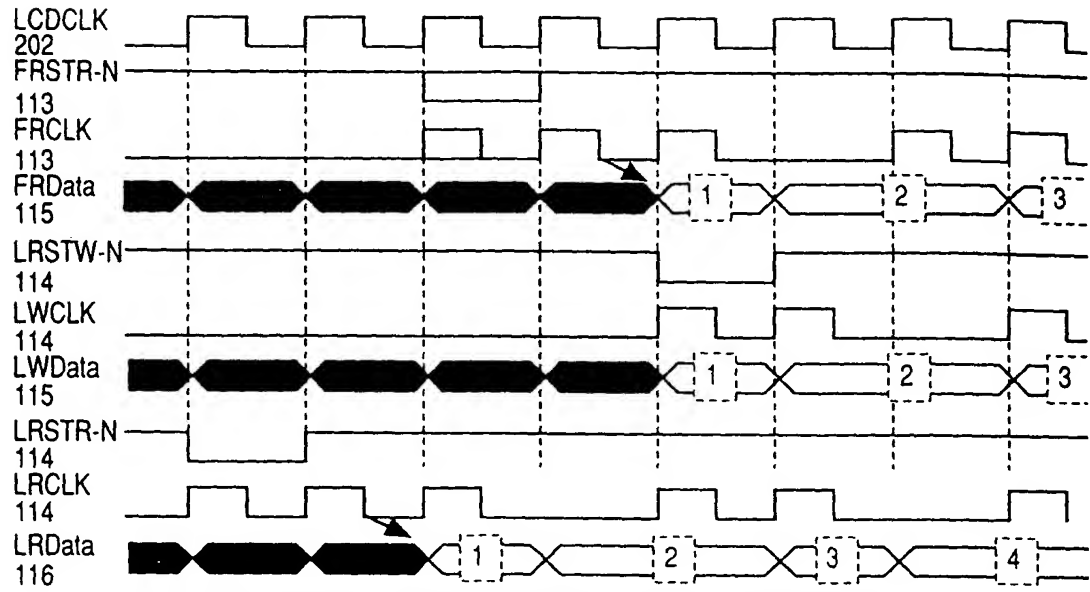 LCDCLK
202
FRSTR-N
113
FRCLK
113
FRData
115
1 2 3
LRSTW-N
114
LWCLK
114
LWData
115
1 2 3
LRSTR-N
114
LRCLK
114
LRData
116
1 2 3 4